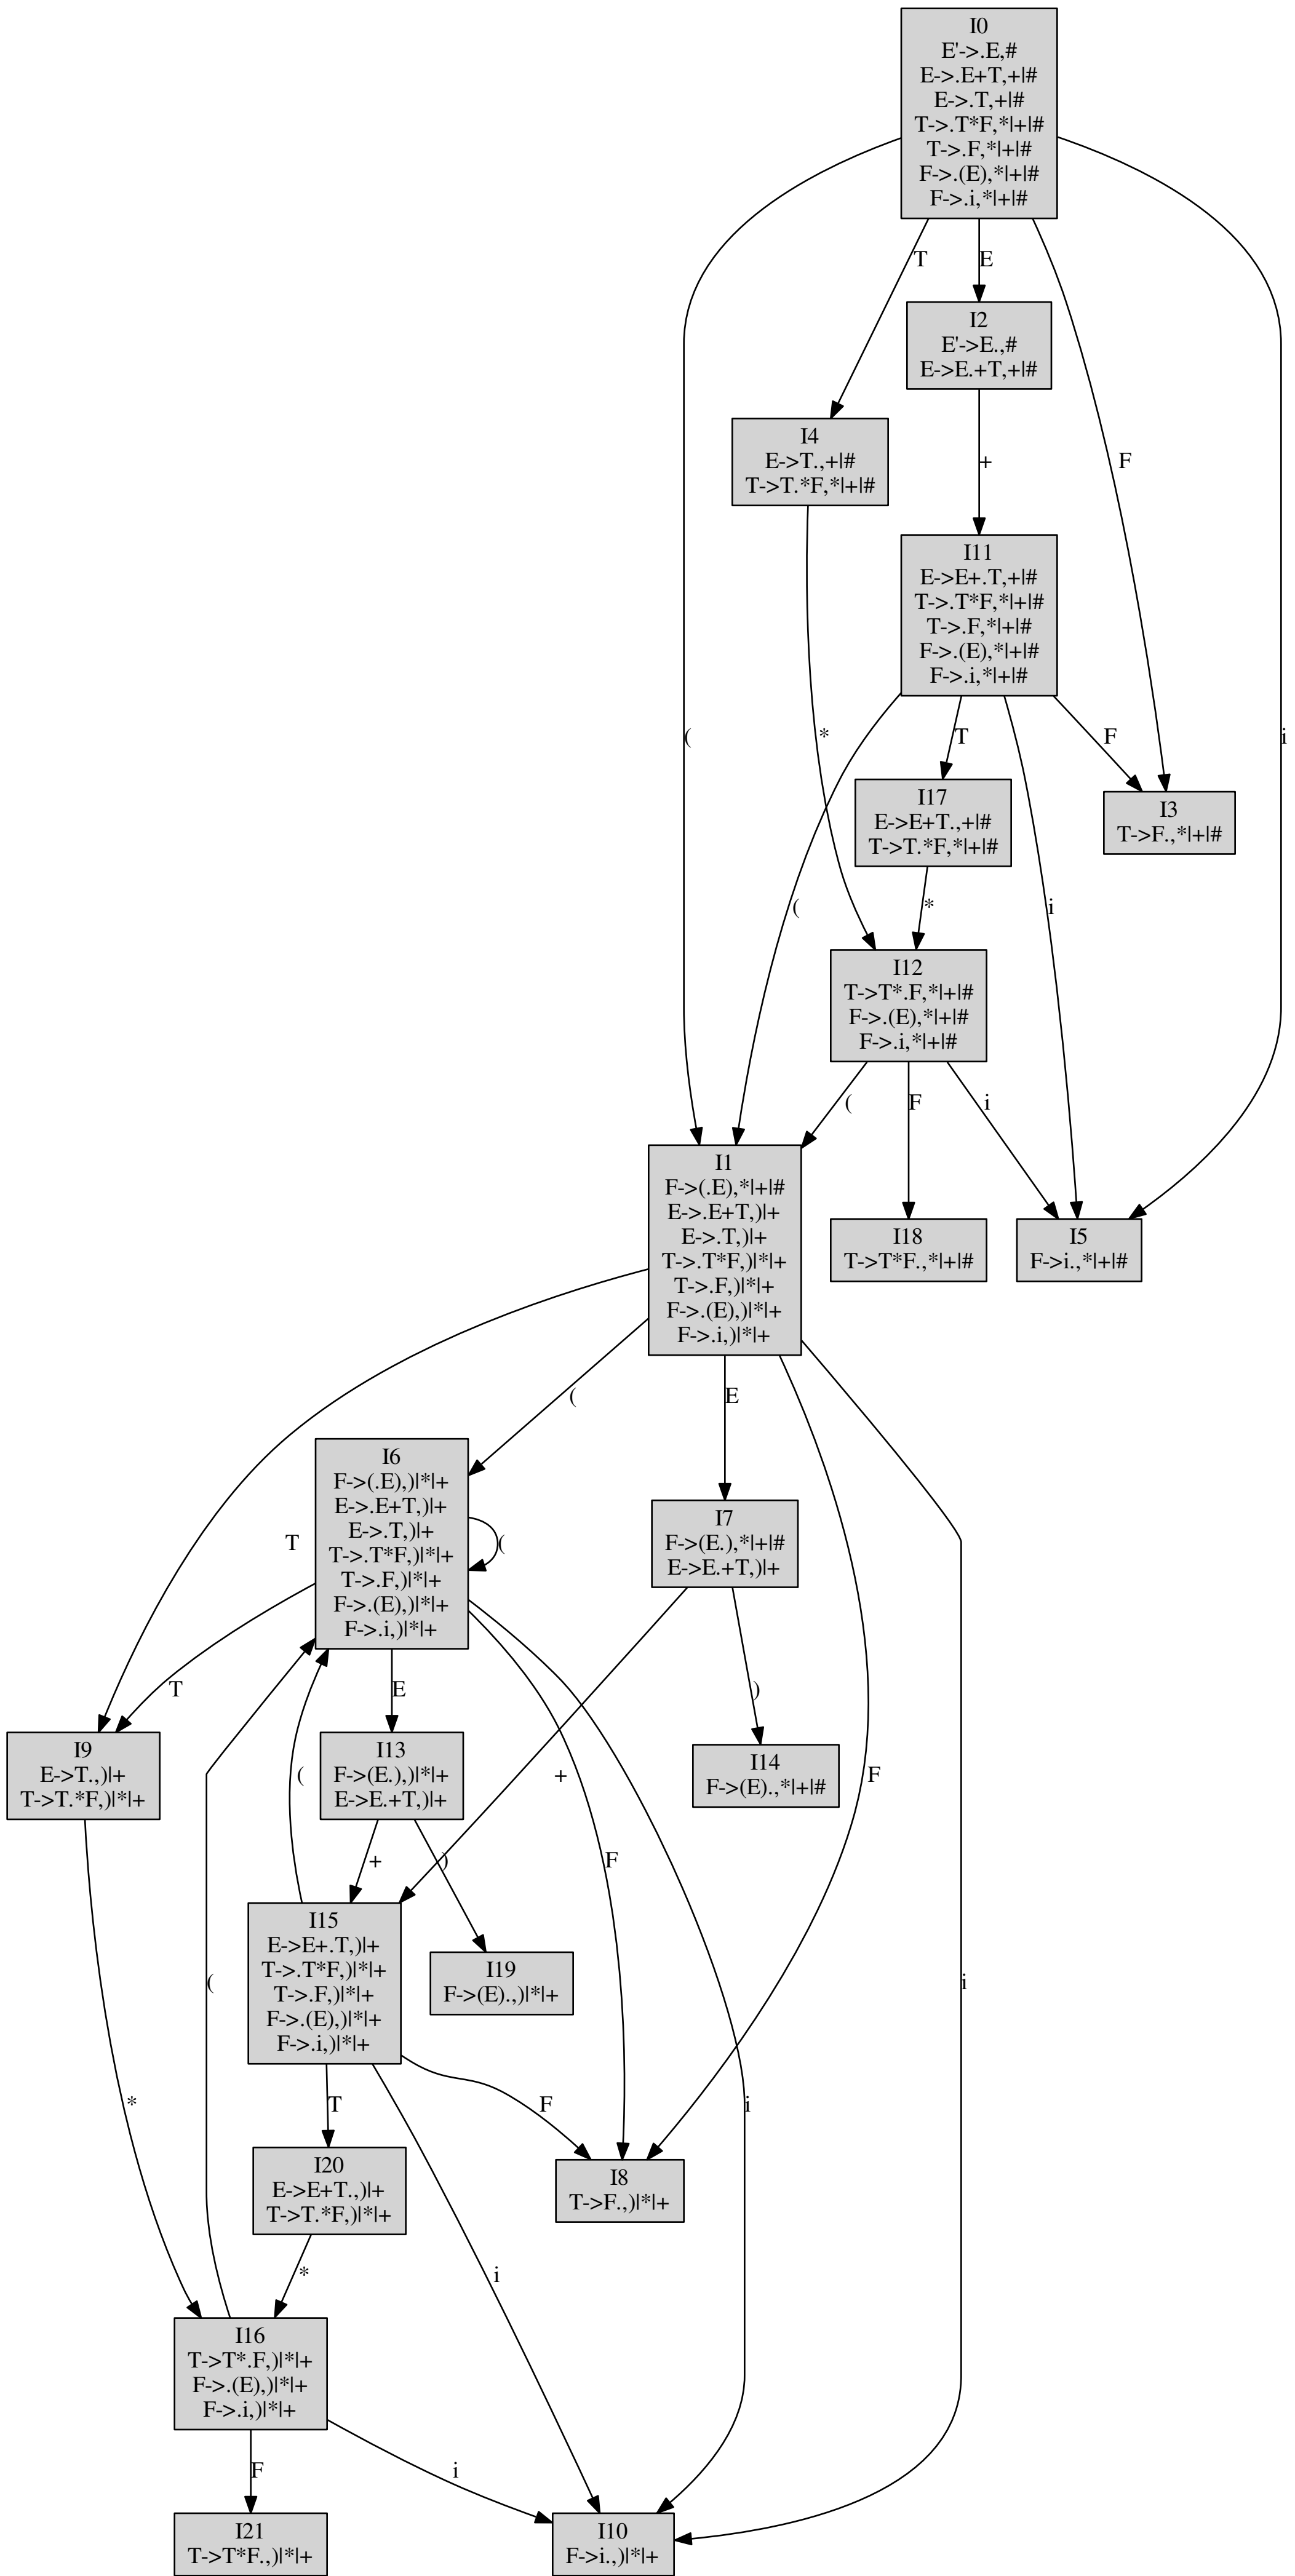 I0
E'->.E,#
E->.E+T,+|#
E->.T,+|#
T->.T*F,*|+|#
T->.F,*|+|#
F->.(E),*|+|#
F->.i,*|+|#
T
E
I2
E'->E.,#
E->E.+T,+|#
I4
E->T.,+|#
T->T.*F,*|+|#
+
F
I11
E->E+.T,+|#
T->.T*F,*|+|#
T->.F,*|+|#
F->.(E),*|+|#
F->.i,*|+|#
(
*
T
F
i
I17
E->E+T.,+|#
T->T.*F,*|+|#
I3
T->F.,*|+|#
(
*
i
I12
T->T*.F,*|+|#
F->.(E),*|+|#
F->.i,*|+|#
(
F
i
I1
F->(.E),*|+|#
E->.E+T,)|+
E->.T,)|+
T->.T*F,)|*|+
T->.F,)|*|+
F->.(E),)|*|+
F->.i,)|*|+
I18
T->T*F.,*|+|#
I5
F->i.,*|+|#
(
E
I6
F->(.E),)|*|+
E->.E+T,)|+
E->.T,)|+
T->.T*F,)|*|+
T->.F,)|*|+
F->.(E),)|*|+
F->.i,)|*|+
T
(
I7
F->(E.),*|+|#
E->E.+T,)|+
T
E
)
I9
E->T.,)|+
T->T.*F,)|*|+
I13
F->(E.),)|*|+
E->E.+T,)|+
I14
F->(E).,*|+|#
(
+
F
+
)
F
I15
E->E+.T,)|+
T->.T*F,)|*|+
T->.F,)|*|+
F->.(E),)|*|+
F->.i,)|*|+
I19
F->(E).,)|*|+
(
i
*
T
F
i
I20
E->E+T.,)|+
T->T.*F,)|*|+
I8
T->F.,)|*|+
*
i
I16
T->T*.F,)|*|+
F->.(E),)|*|+
F->.i,)|*|+
F
i
I21
T->T*F.,)|*|+
I10
F->i.,)|*|+